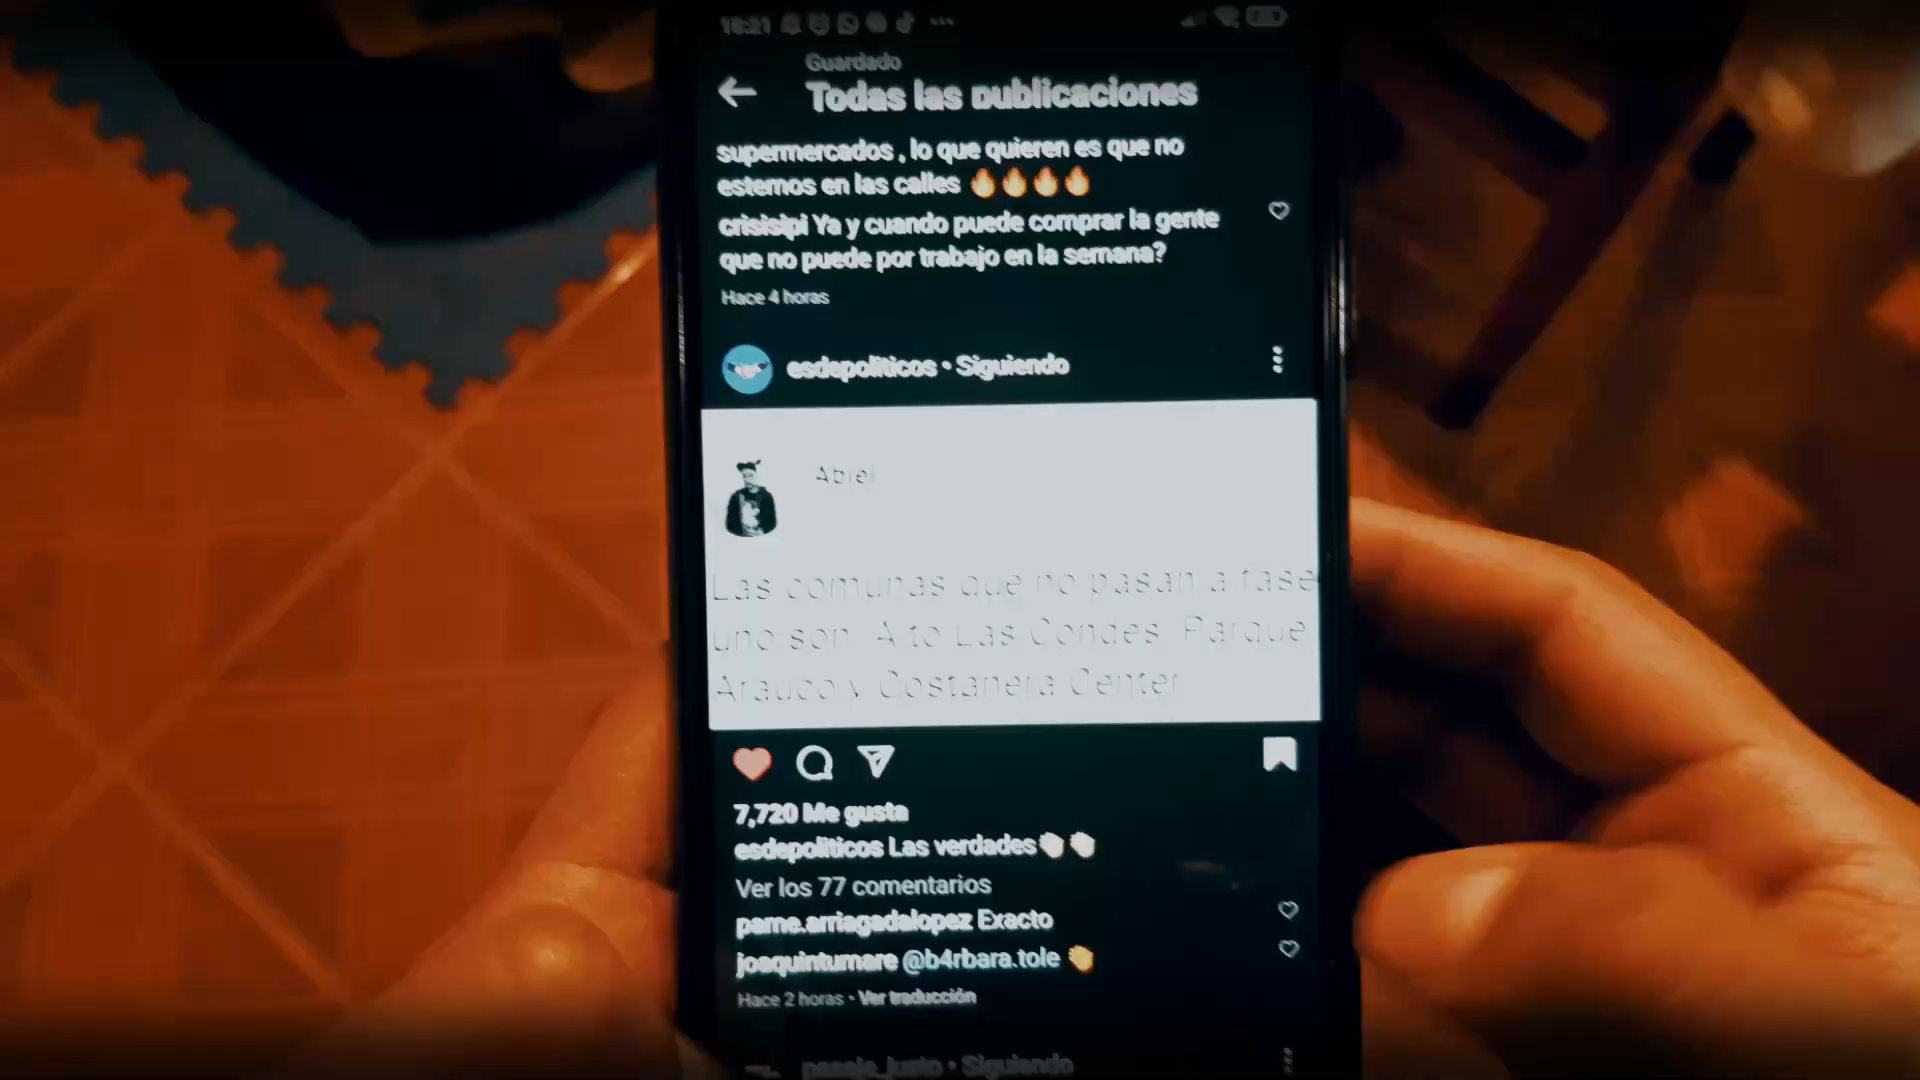 18:21
Guardado
Todas las publicaciones
supermercados , lo que quieren es que no
estemos en las calles 🔥🔥🔥🔥
crisisipi Ya y cuando puede comprar la gente
que no puede por trabajo en la semana?
Hace 4 horas
esdepoliticos • Siguiendo
Abiel
Las comunas que no pasan a fase
uno son Alto Las Condes Parque
Arauco y Costanera Center
7,720 Me gusta
esdepoliticos Las verdades👏👏
Ver los 77 comentarios
pame.arriagadalopez Exacto
joaquintumare @b4rbara.tole 👏
Hace 2 horas • Ver traducción
• Siguiendo